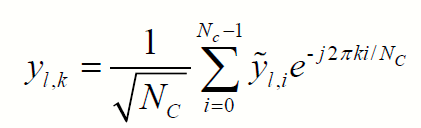 y_{l,k} = \frac{1}{\sqrt{N_C}} \sum_{i=0}^{N_c-1} \tilde{y}_{l,i} e^{-j2\pi ki/N_C}